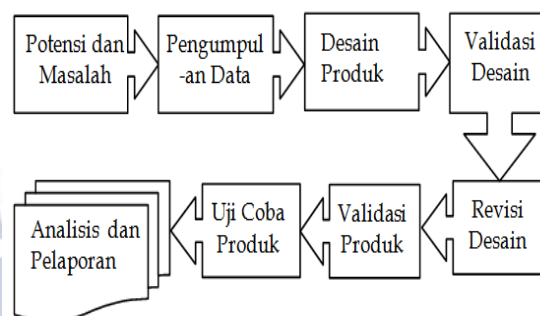 Potensi dan
Masalah
Pengumpul
-an Data
Desain
Produk
Validasi
Desain
Revisi
Desain
Validasi
Produk
Uji Coba
Produk
Analisis dan
Pelaporan